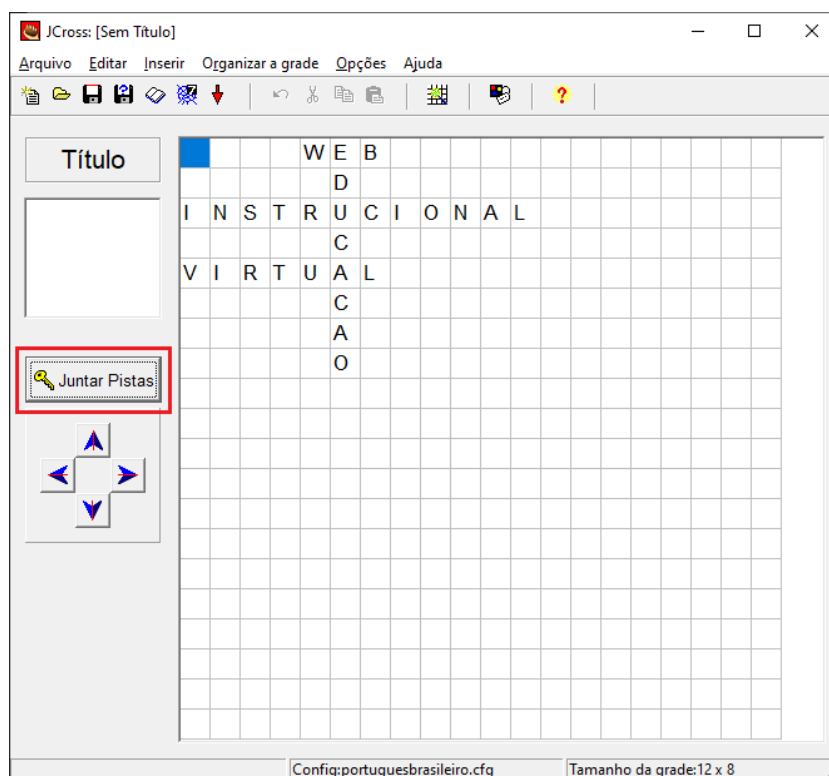 JCross: [Sem Título]
Arquivo Editar Inserir Organizar a grade Opções Ajuda
?
Título
W E B
D
I N S T R U C I O N A L
C
V I R T U A L
C
A
O
Juntar Pistas
Config:portuguesbrasileiro.cfg Tamanho da grade:12 x 8